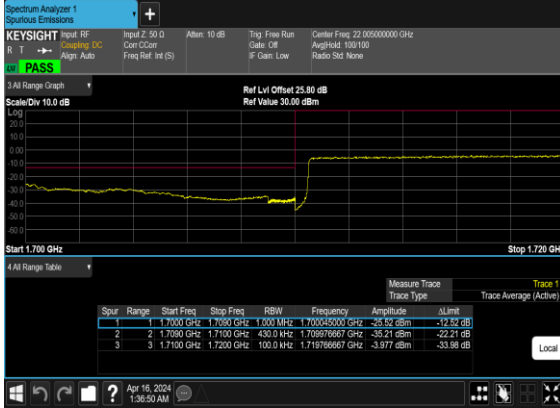 Spectrum Analyzer 1
Spurious Emissions
+
KEYSIGHT Input: RF Input Z: 50 Ω Atten: 10 dB Trig: Free Run Center Freq: 22.005000000 GHz
R T Coupling: DC Corr CCorr Gate: Off Avg|Hold: 100/100
Align: Auto Freq Ref: Int (S) IF Gain: Low Radio Std: None
LXI PASS
3 All Range Graph
Ref Lvl Offset 25.80 dB
Scale/Div 10.0 dB Ref Value 30.00 dBm
Log
20.0
10.0
0.00
-10.0
-20.0
-30.0
-40.0
-50.0
-60.0
Start 1.700 GHz Stop 1.720 GHz
4 All Range Table
Measure Trace Trace 1
Trace Type Trace Average (Active)
Spur Range Start Freq Stop Freq RBW Frequency Amplitude ΔLimit
1 1 1.7000 GHz 1.7090 GHz 1.000 MHz 1.700045000 GHz -25.52 dBm -12.52 dB
2 2 1.7090 GHz 1.7100 GHz 430.0 kHz 1.709976667 GHz -35.21 dBm -22.21 dB
3 3 1.7100 GHz 1.7200 GHz 100.0 kHz 1.719766667 GHz -3.977 dBm -33.98 dB
Local
? Apr 16, 2024
1:36:50 AM